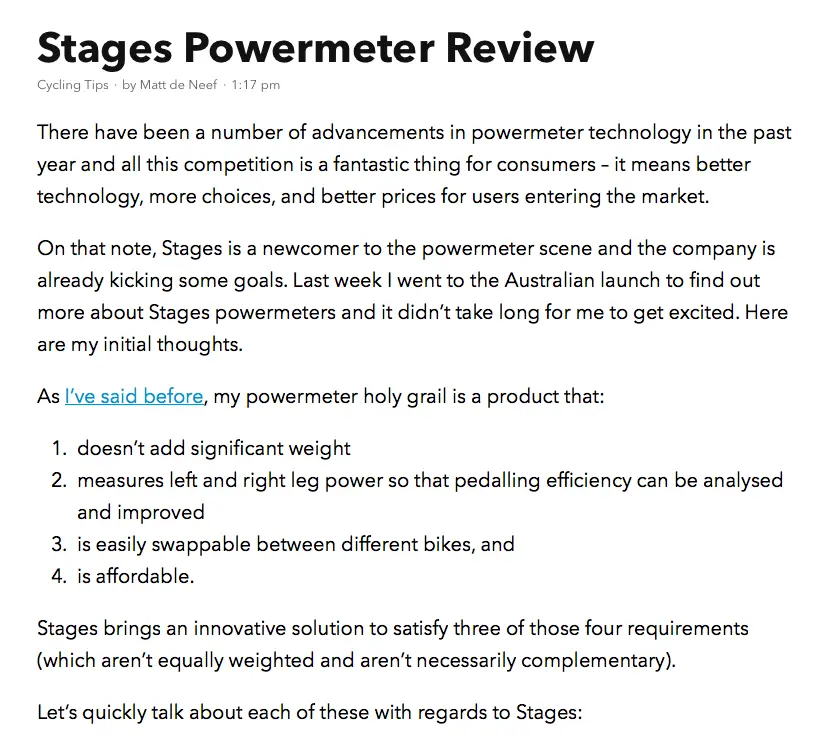 Stages Powermeter Review
Cycling Tips · by Matt de Neef · 1:17 pm
There have been a number of advancements in powermeter technology in the past
year and all this competition is a fantastic thing for consumers – it means better
technology, more choices, and better prices for users entering the market.
On that note, Stages is a newcomer to the powermeter scene and the company is
already kicking some goals. Last week I went to the Australian launch to find out
more about Stages powermeters and it didn’t take long for me to get excited. Here
are my initial thoughts.
As I’ve said before, my powermeter holy grail is a product that:
1. doesn’t add significant weight
2. measures left and right leg power so that pedalling efficiency can be analysed
and improved
3. is easily swappable between different bikes, and
4. is affordable.
Stages brings an innovative solution to satisfy three of those four requirements
(which aren’t equally weighted and aren’t necessarily complementary).
Let’s quickly talk about each of these with regards to Stages: